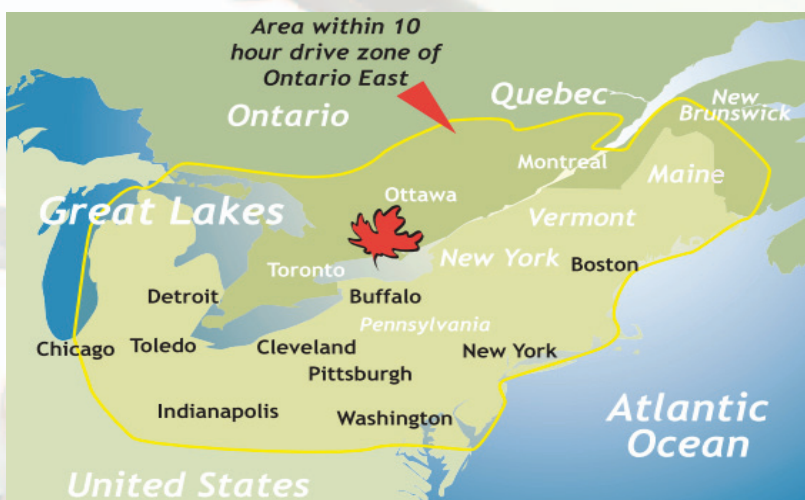 Area within 10
hour drive zone of
Ontario East
Quebec
New
Brunswick
Ontario
Montreal
Maine
Ottawa
Great Lakes
Vermont
New York
Toronto
Boston
Detroit
Buffalo
Pennsylvania
Chicago
Toledo
Cleveland
New York
Pittsburgh
Indianapolis
Washington
Atlantic
Ocean
United States